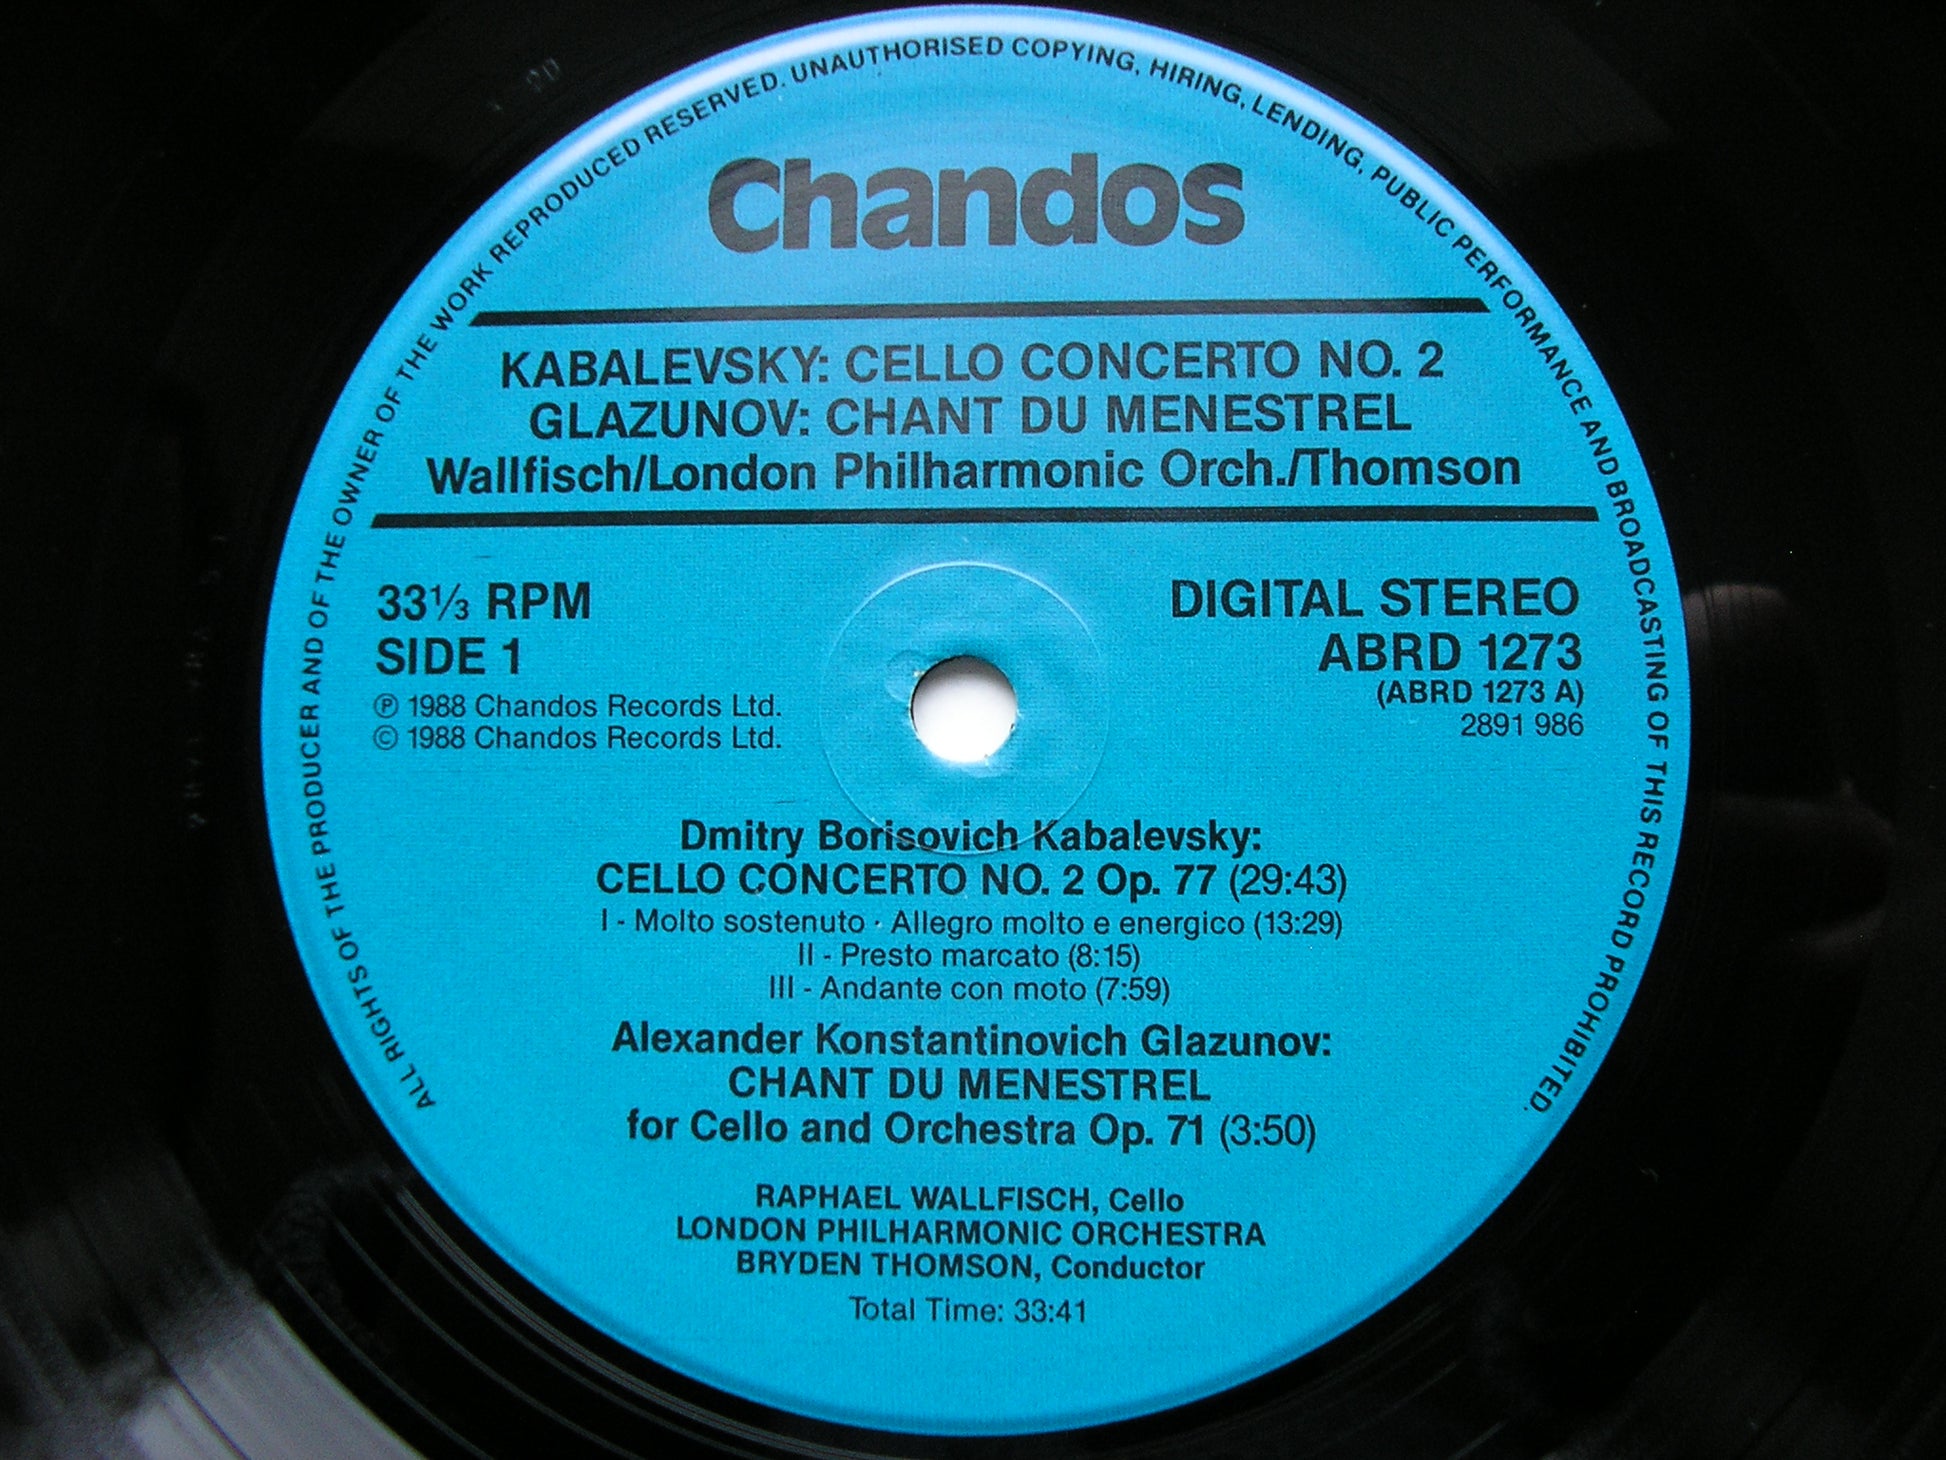 ALL RIGHTS OF THE PRODUCER AND OF THE OWNER OF THE WORK REPRODUCED RESERVED. UNAUTHORISED COPYING, HIRING, LENDING, PUBLIC PERFORMANCE AND BROADCASTING OF THIS RECORD PROHIBITED.
Chandos
KABALEVSKY: CELLO CONCERTO NO. 2
GLAZUNOV: CHANT DU MENESTREL
Wallfisch/London Philharmonic Orch./Thomson
33⅓ RPM
SIDE 1
℗ 1988 Chandos Records Ltd.
© 1988 Chandos Records Ltd.
DIGITAL STEREO
ABRD 1273
(ABRD 1273 A)
2891 986
Dmitry Borisovich Kabalevsky:
CELLO CONCERTO NO. 2 Op. 77 (29:43)
I - Molto sostenuto · Allegro molto e energico (13:29)
II - Presto marcato (8:15)
III - Andante con moto (7:59)
Alexander Konstantinovich Glazunov:
CHANT DU MENESTREL
for Cello and Orchestra Op. 71 (3:50)
RAPHAEL WALLFISCH, Cello
LONDON PHILHARMONIC ORCHESTRA
BRYDEN THOMSON, Conductor
Total Time: 33:41